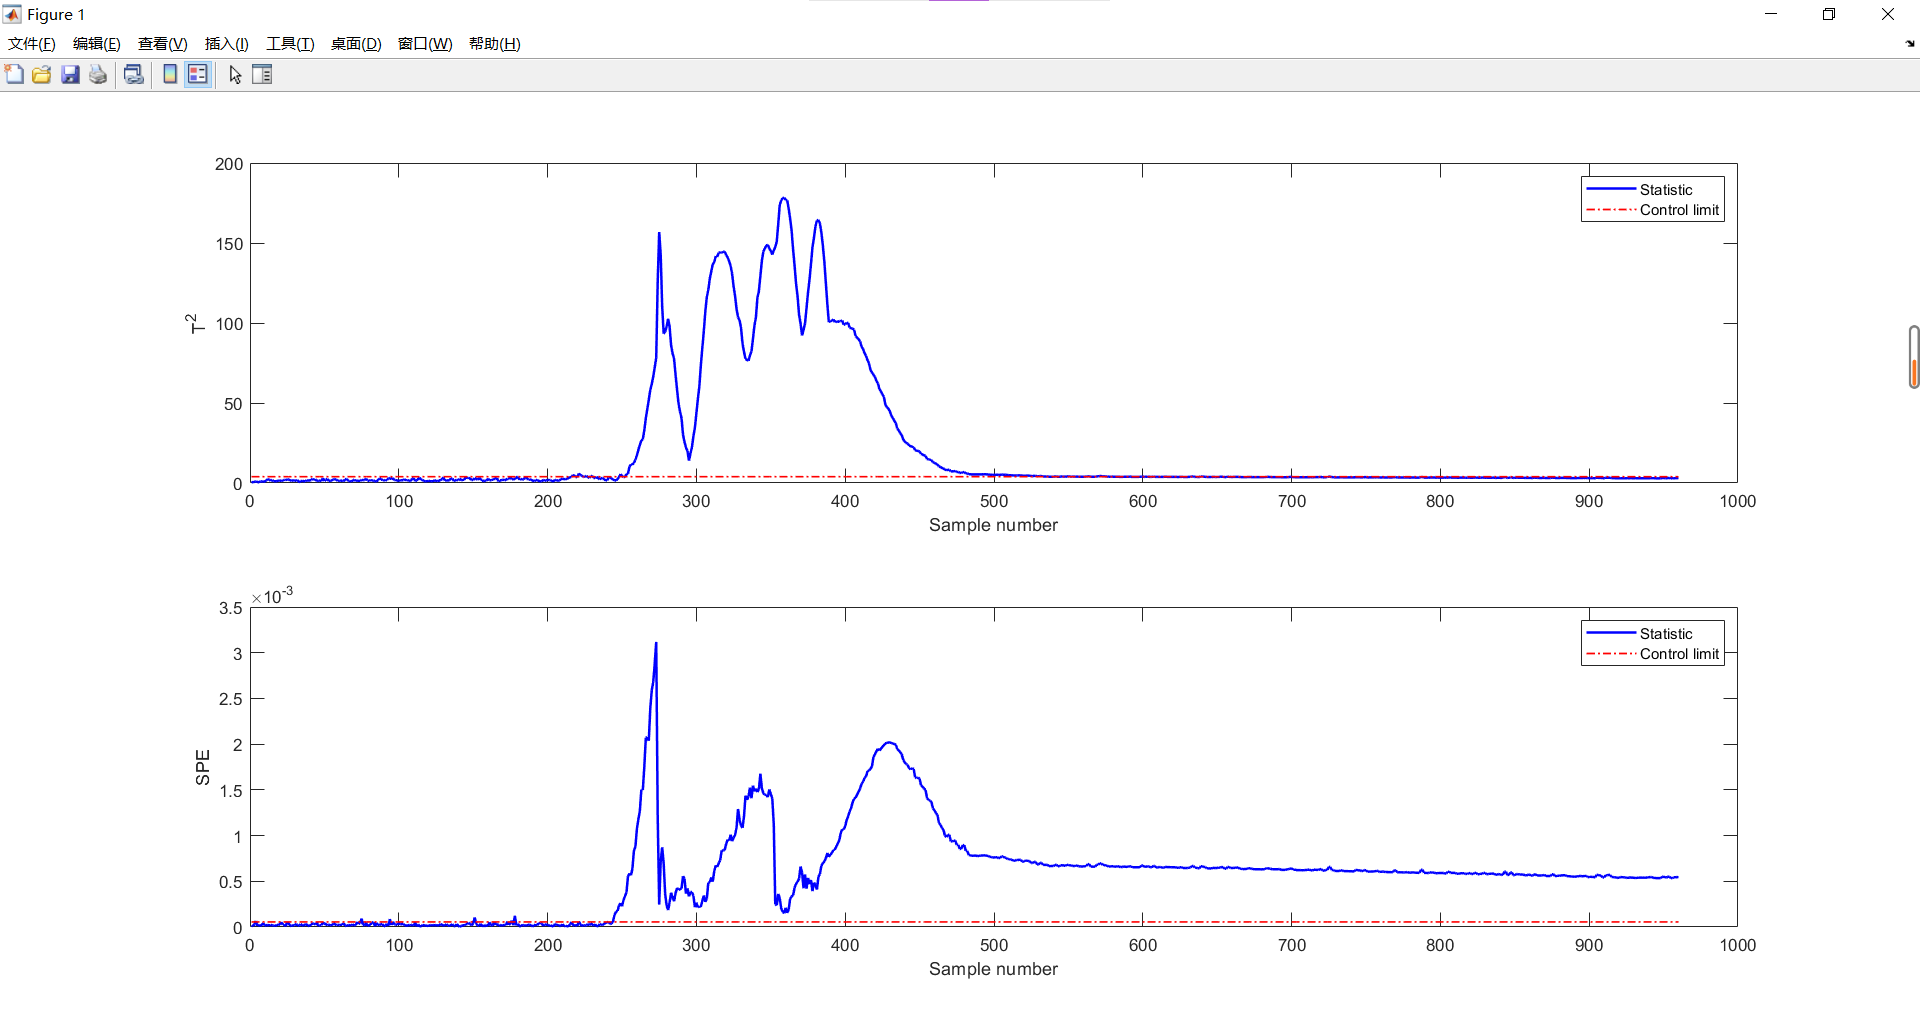 Figure 1
文件(F) 编辑(E) 查看(V) 插入(I) 工具(T) 桌面(D) 窗口(W) 帮助(H)
200
150
100
50
0
T²
0 100 200 300 400 500 600 700 800 900 1000
Sample number
Statistic
Control limit
×10⁻³
3.5
3
2.5
2
1.5
1
0.5
0
SPE
0 100 200 300 400 500 600 700 800 900 1000
Sample number
Statistic
Control limit